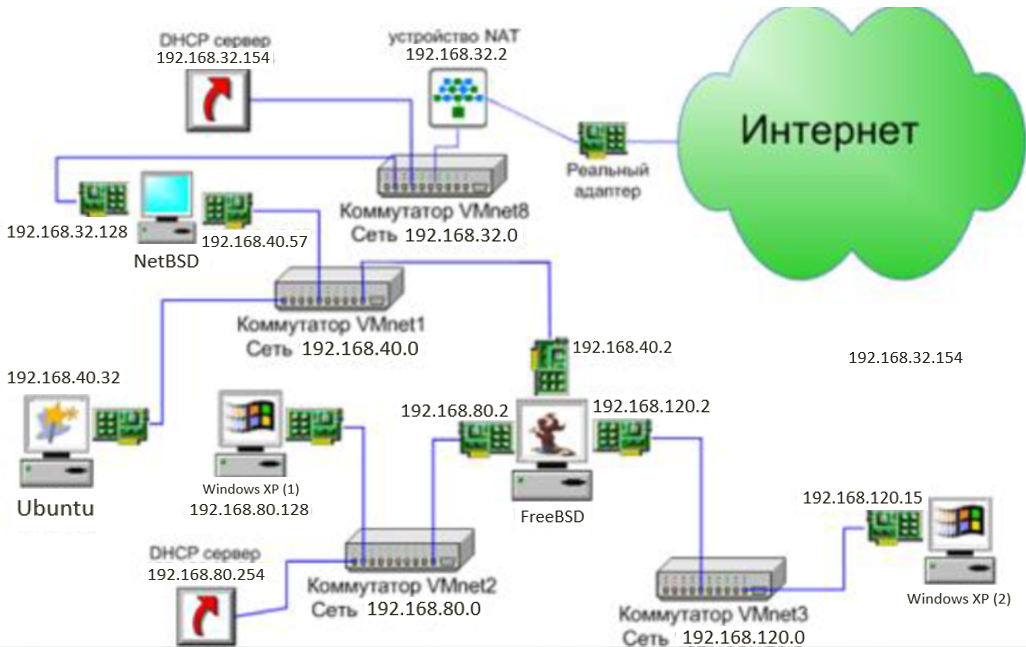 DHCP сервер
192.168.32.154
устройство NAT
192.168.32.2
Интернет
Реальный
адаптер
Коммутатор VMnet8
Сеть 192.168.32.0
192.168.32.128
192.168.40.57
NetBSD
Коммутатор VMnet1
Сеть 192.168.40.0
192.168.40.2
192.168.32.154
192.168.40.32
Ubuntu
Windows XP (1)
192.168.80.128
192.168.80.2
192.168.120.2
FreeBSD
192.168.120.15
Windows XP (2)
DHCP сервер
192.168.80.254
Коммутатор VMnet2
Сеть 192.168.80.0
Коммутатор VMnet3
Сеть 192.168.120.0